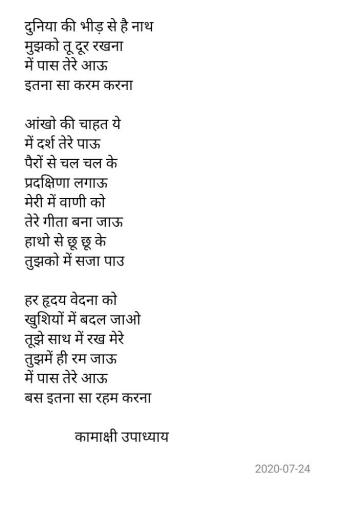 दुनिया की भीड़ से है नाथ
मुझको तू दूर रखना
में पास तेरे आऊ
इतना सा करम करना
आंखो की चाहत ये
में दर्श तेरे पाऊ
पैरों से चल चल के
प्रदक्षिणा लगाऊ
मेरी में वाणी को
तेरे गीता बना जाऊ
हाथो से छू छू के
तुझको में सजा पाउ
हर हृदय वेदना को
खुशियों में बदल जाओ
तूझे साथ में रख मेरे
तुझमें ही रम जाऊ
में पास तेरे आऊ
बस इतना सा रहम करना
कामाक्षी उपाध्याय
2020-07-24